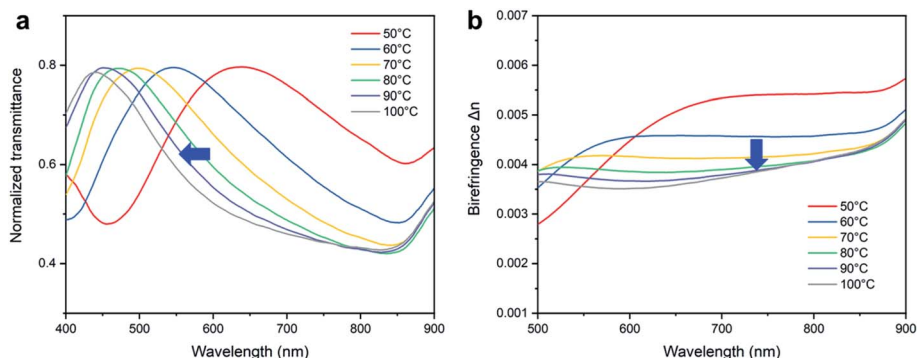 a
Normalized transmittance
0.8
0.6
0.4
400
500
600
700
800
900
Wavelength (nm)
50°C
60°C
70°C
80°C
90°C
100°C
b
Birefringence Δn
0.007
0.006
0.005
0.004
0.003
0.002
0.001
500
600
700
800
900
Wavelength (nm)
50°C
60°C
70°C
80°C
90°C
100°C